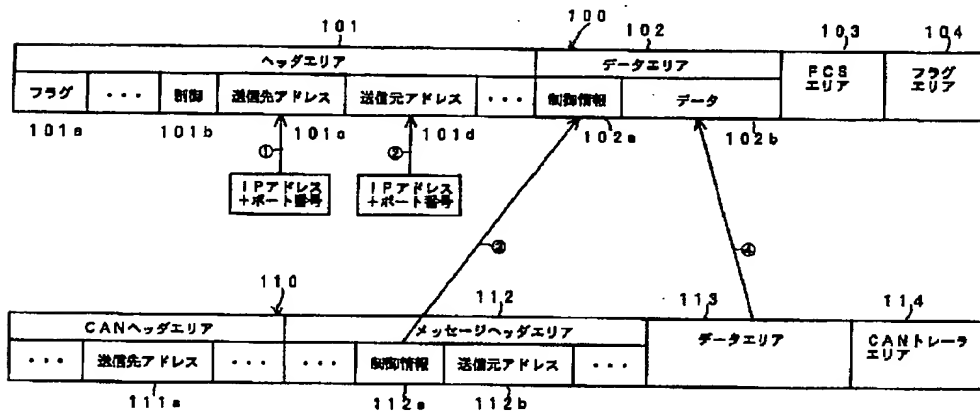 101
100
102
103
104
ヘッダエリア
データエリア
FCS
エリア
フラグ
エリア
フラグ
・・・
制御
送信先アドレス
送信元アドレス
・・・
制御情報
データ
101a
101b
101c
101d
102a
102b
①
②
IPアドレス
+ポート番号
IPアドレス
+ポート番号
③
④
110
112
113
114
CANヘッダエリア
メッセージヘッダエリア
データエリア
CANトレーラ
エリア
・・・
送信先アドレス
・・・
・・・
制御情報
送信元アドレス
・・・
111a
112a
112b